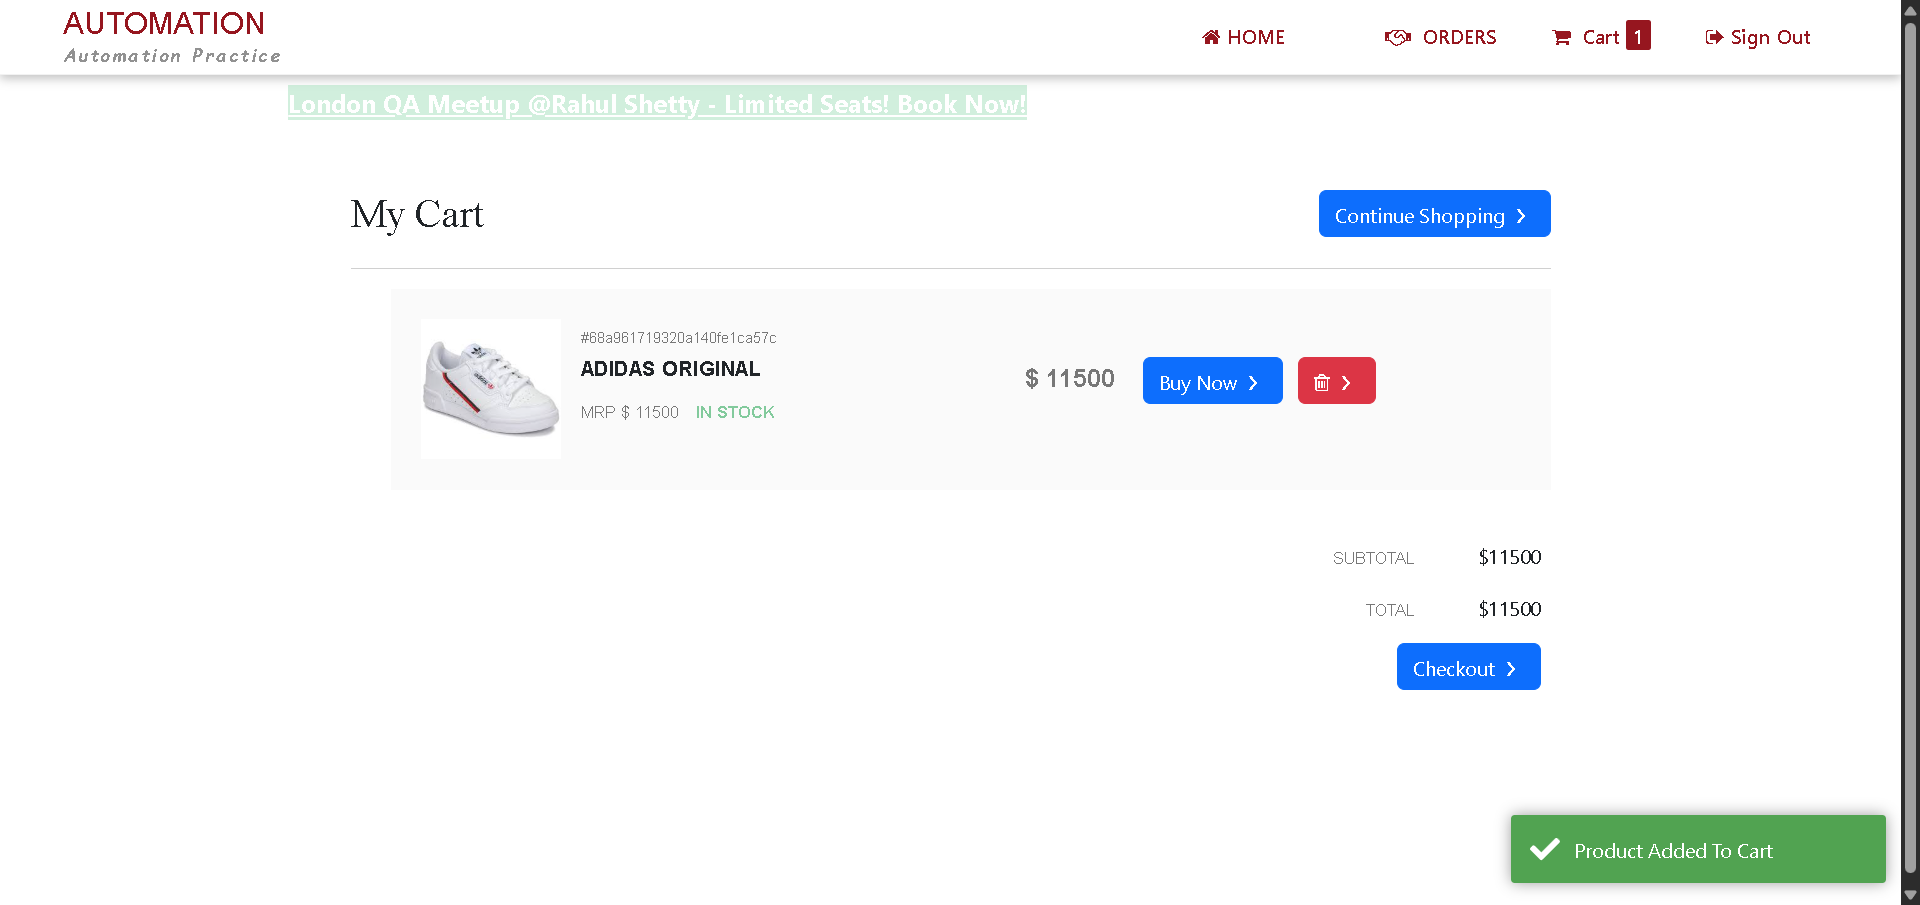 AUTOMATION
Automation Practice
HOME
ORDERS
Cart 1
Sign Out
London QA Meetup @Rahul Shetty - Limited Seats! Book Now!
My Cart
Continue Shopping
#68a961719320a140fe1ca57c
ADIDAS ORIGINAL
MRP $ 11500 IN STOCK
$ 11500
Buy Now
SUBTOTAL $11500
TOTAL $11500
Checkout
Product Added To Cart